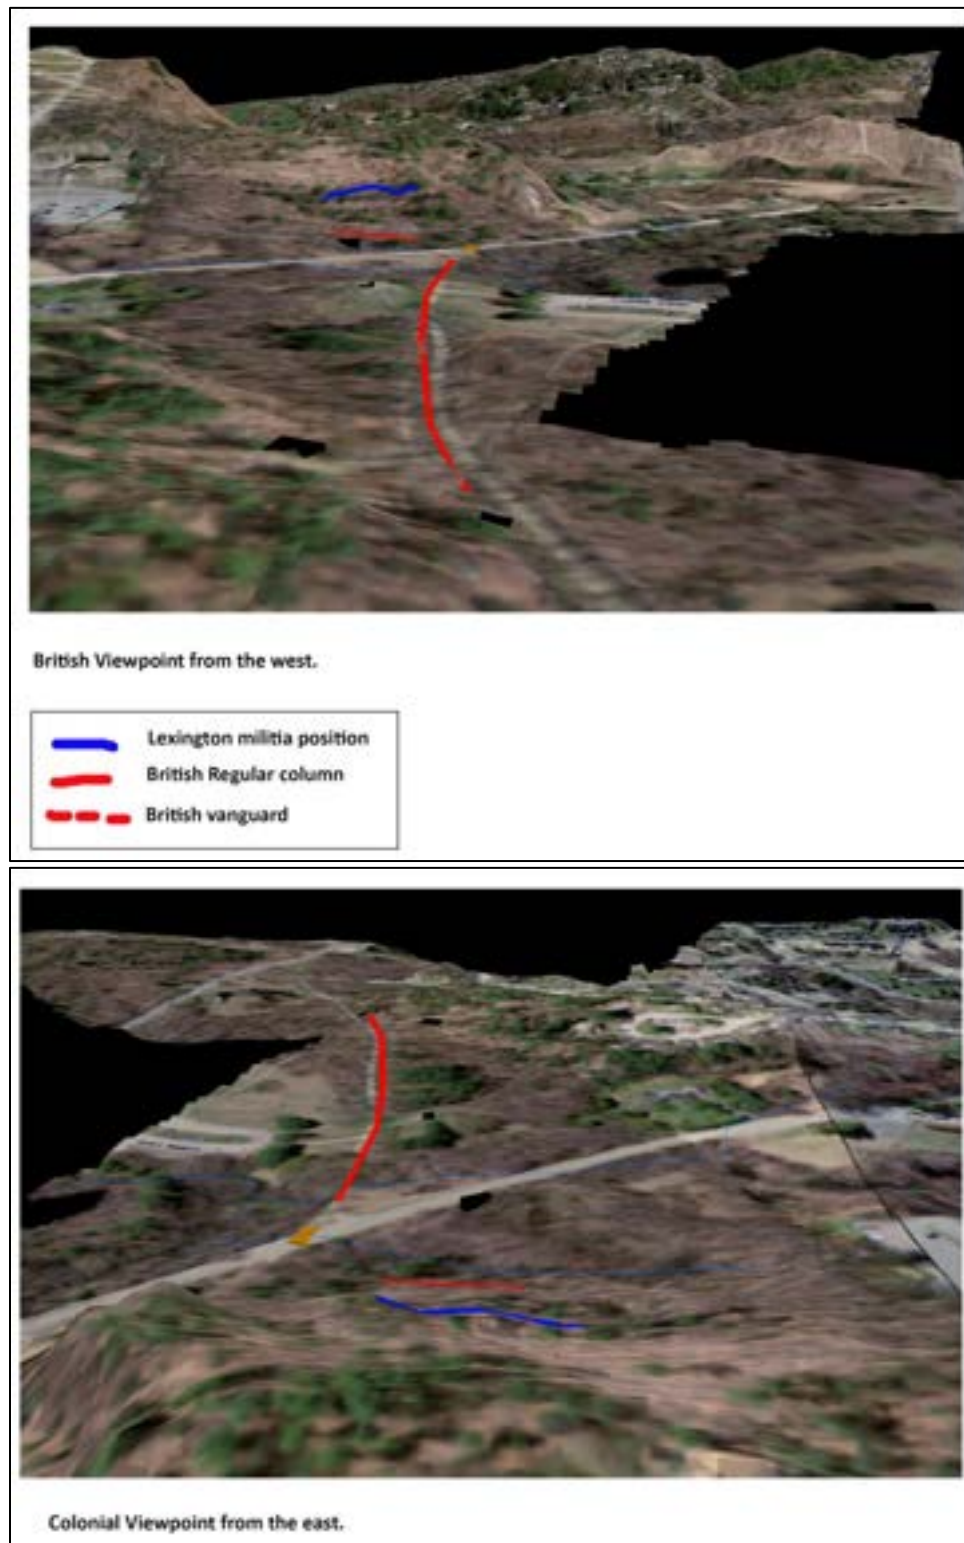 British Viewpoint from the west.
Lexington militia position
British Regular column
British vanguard
Colonial Viewpoint from the east.